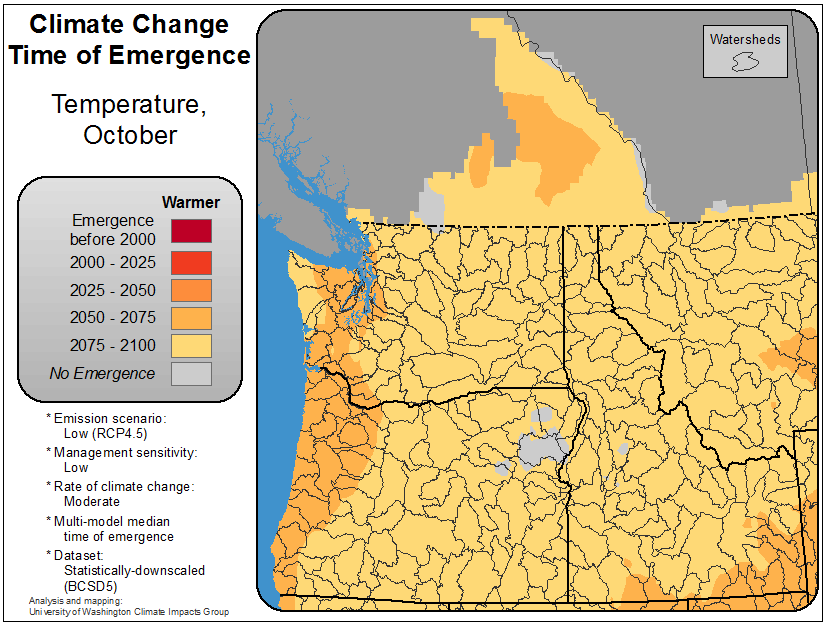 Climate Change
Time of Emergence
Temperature,
October
Warmer
Emergence
before 2000
2000 - 2025
2025 - 2050
2050 - 2075
2075 - 2100
No Emergence
* Emission scenario:
Low (RCP4.5)
* Management sensitivity:
Low
* Rate of climate change:
Moderate
* Multi-model median
time of emergence
* Dataset:
Statistically-downscaled
(BCSD5)
Analysis and mapping:
University of Washington Climate Impacts Group
Watersheds